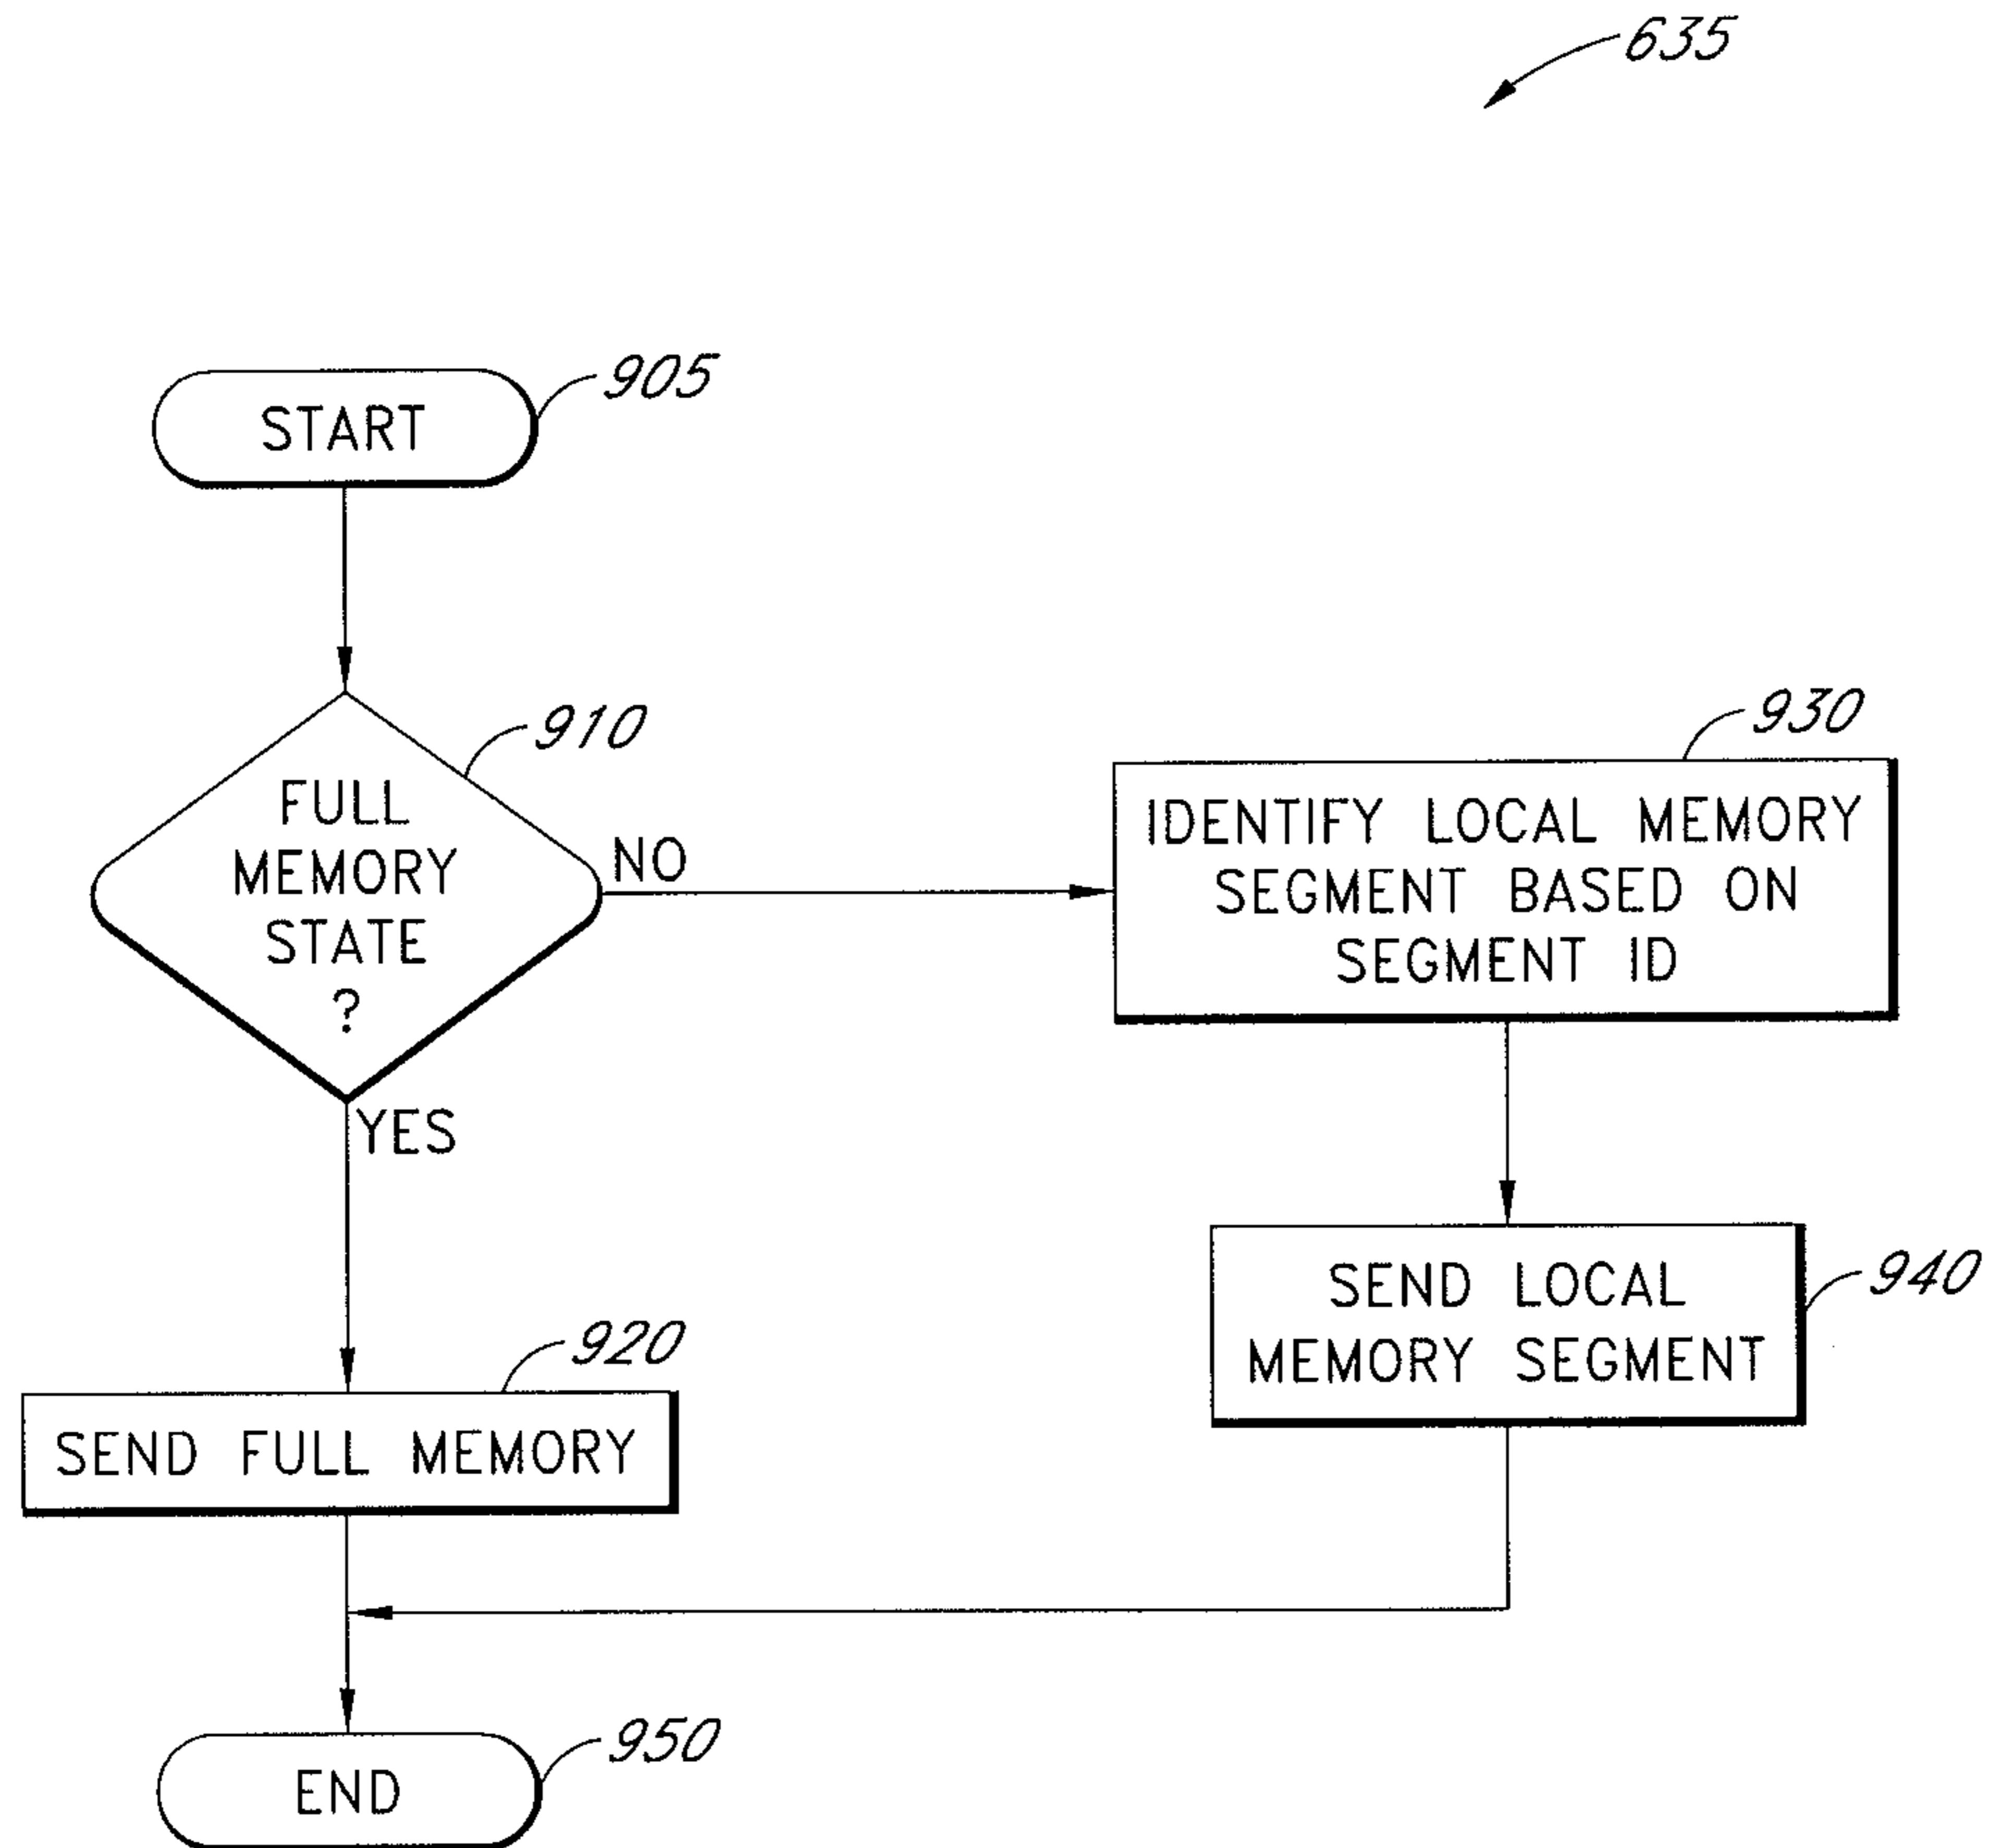 635
START
905
910
FULL
MEMORY
STATE
?
NO
YES
930
IDENTIFY LOCAL MEMORY
SEGMENT BASED ON
SEGMENT ID
SEND LOCAL
MEMORY SEGMENT
940
920
SEND FULL MEMORY
END
950